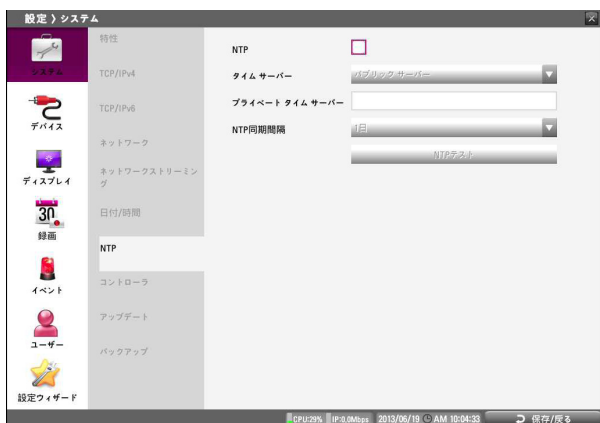 設定 〉システム
システム
デバイス
ディスプレイ
30
録画
イベント
ユーザー
設定ウィザード
特性
TCP/IPv4
TCP/IPv6
ネットワーク
ネットワークストリーミン
グ
日付/時間
NTP
コントローラ
アップデート
バックアップ
NTP
タイム サーバー
パブリック サーバー
プライベート タイム サーバー
NTP同期間隔
1日
NTPテスト
CPU:29% IP:0.0Mbps 2013/06/19 AM 10:04:33 保存/戻る